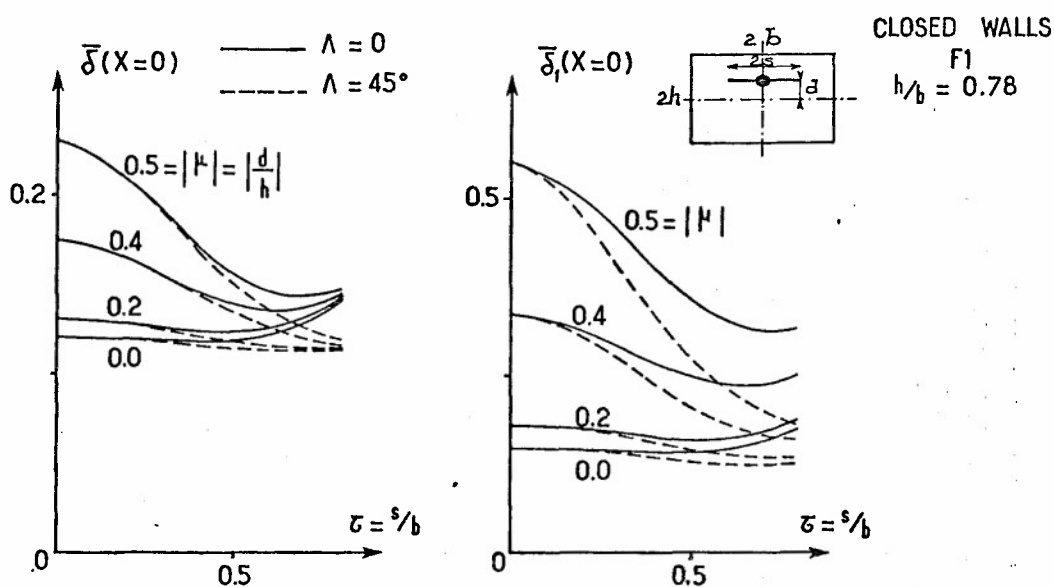 δ̅(X=0)
Λ = 0
Λ = 45°
0.5 = |μ| = |d/h|
0.2
0.4
0.2
0.0
0
0.5
τ = s/b
δ̅₁(X=0)
2 b
2s
2h
d
CLOSED WALLS
F1
h/b = 0.78
0.5
0.5 = |μ|
0.4
0.2
0.0
0
0.5
τ = s/b